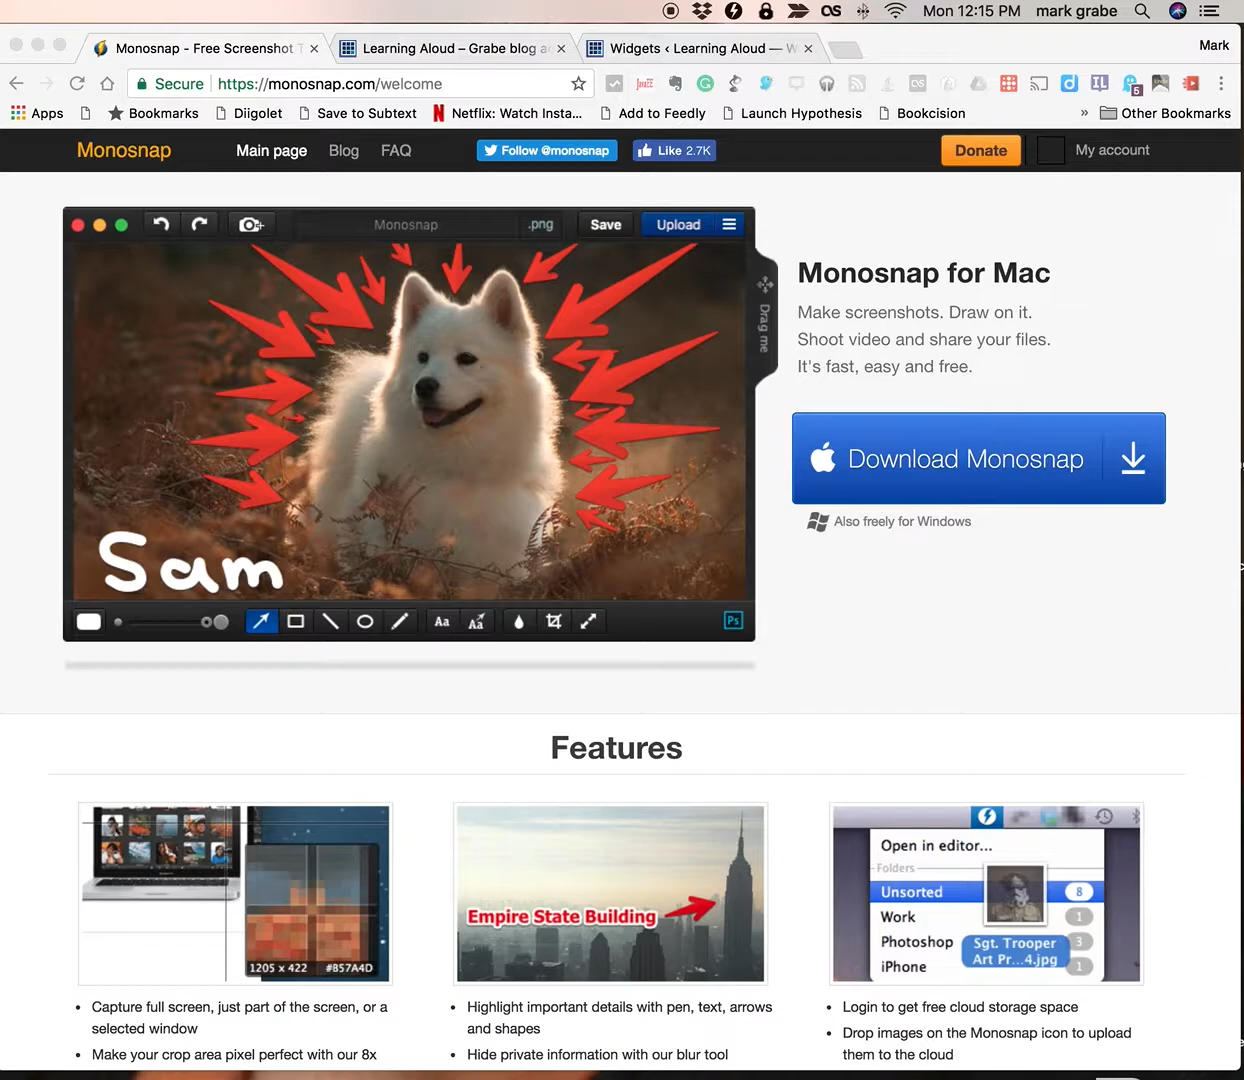 Mon 12:15 PM mark grabe
Monosnap - Free Screenshot T
Learning Aloud – Grabe blog a
Widgets ‹ Learning Aloud — W
Mark
Secure https://monosnap.com/welcome
5
Apps Bookmarks Diigolet Save to Subtext Netflix: Watch Insta... Add to Feedly Launch Hypothesis Bookcision » Other Bookmarks
Monosnap Main page Blog FAQ Follow @monosnap Like 2.7K Donate My account
Monosnap .png Save Upload
Drag me
Sam
Aa Aa Ps
Monosnap for Mac
Make screenshots. Draw on it.
Shoot video and share your files.
It's fast, easy and free.
Download Monosnap
Also freely for Windows
Features
1205 x 422 #B57A4D
Empire State Building
Open in editor...
Folders
Unsorted 8
Work 1
Photoshop 3
iPhone 1
Sgt. Trooper
Art Pr...4.jpg
• Capture full screen, just part of the screen, or a
selected window
• Make your crop area pixel perfect with our 8x
• Highlight important details with pen, text, arrows
and shapes
• Hide private information with our blur tool
• Login to get free cloud storage space
• Drop images on the Monosnap icon to upload
them to the cloud